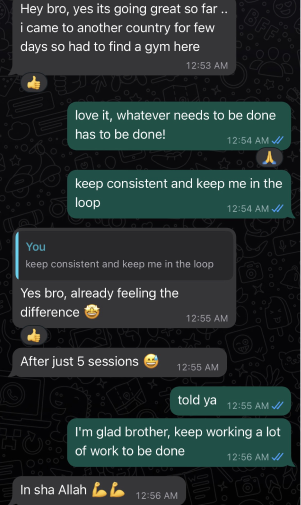 Hey bro, yes its going great so far ..
i came to another country for few
days so had to find a gym here
12:53 AM
👍
love it, whatever needs to be done
has to be done!
12:54 AM
🙏
keep consistent and keep me in the
loop
12:54 AM
You
keep consistent and keep me in the loop
Yes bro, already feeling the
difference 🤩
12:55 AM
👍
After just 5 sessions 😅
12:55 AM
told ya
12:55 AM
I'm glad brother, keep working a lot
of work to be done
12:56 AM
In sha Allah 💪💪
12:56 AM